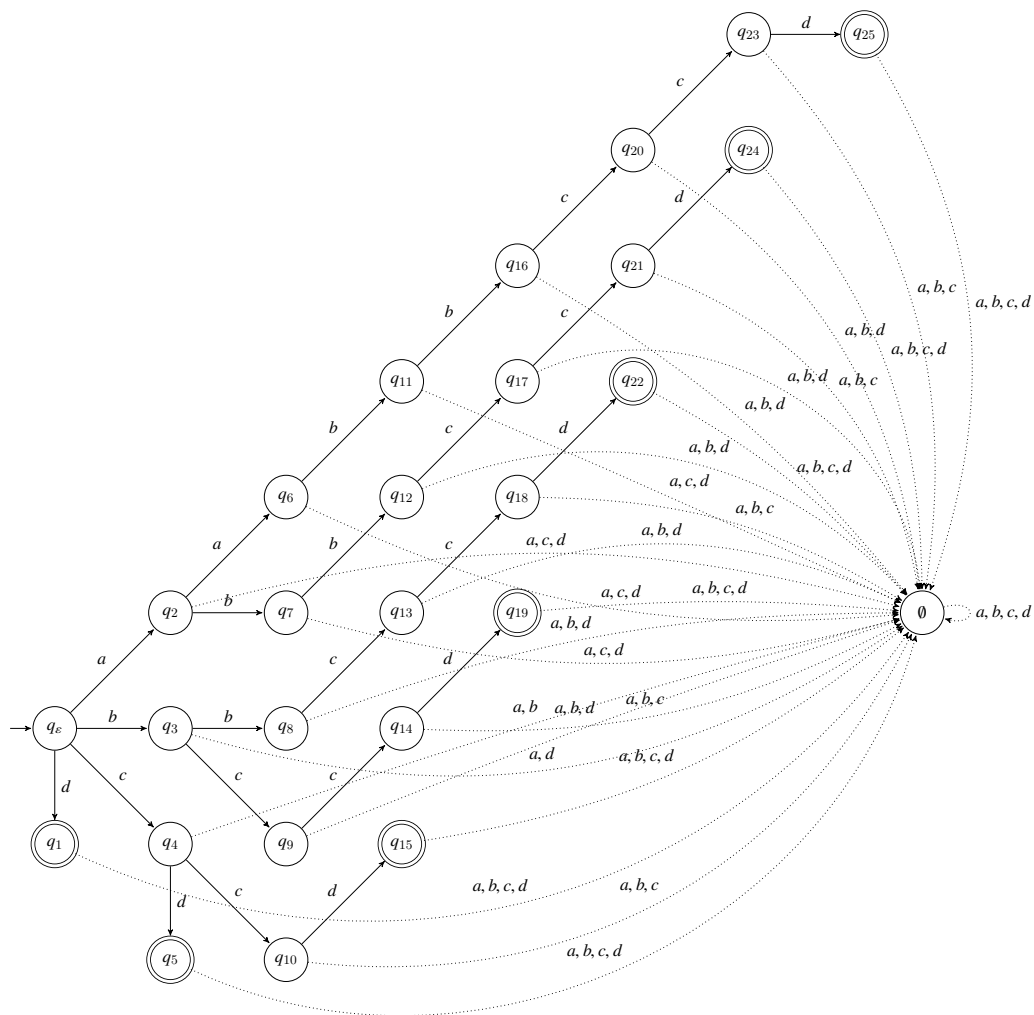 d
q23
q25
c
q20
q24
c
d
q16
q21
a, b, c
a, b, c, d
b
c
a, b, d
a, b, c, d
q11
q17
q22
a, b, d
a, b, c
a, b, d
b
c
d
a, b, d
a, b, c, d
q6
q12
q18
a, c, d
a, b, c
a
b
c
a, c, d
a, b, d
q2
b
q7
q13
q19
a, c, d
a, b, c, d
∅
a, b, c, d
a, b, d
a
c
d
a, c, d
qε
b
q3
b
q8
q14
a, b
a, b, d
a, b, c
d
c
c
c
a, d
a, b, c, d
q1
q4
q9
q15
d
c
d
a, b, c, d
a, b, c
q5
q10
a, b, c, d